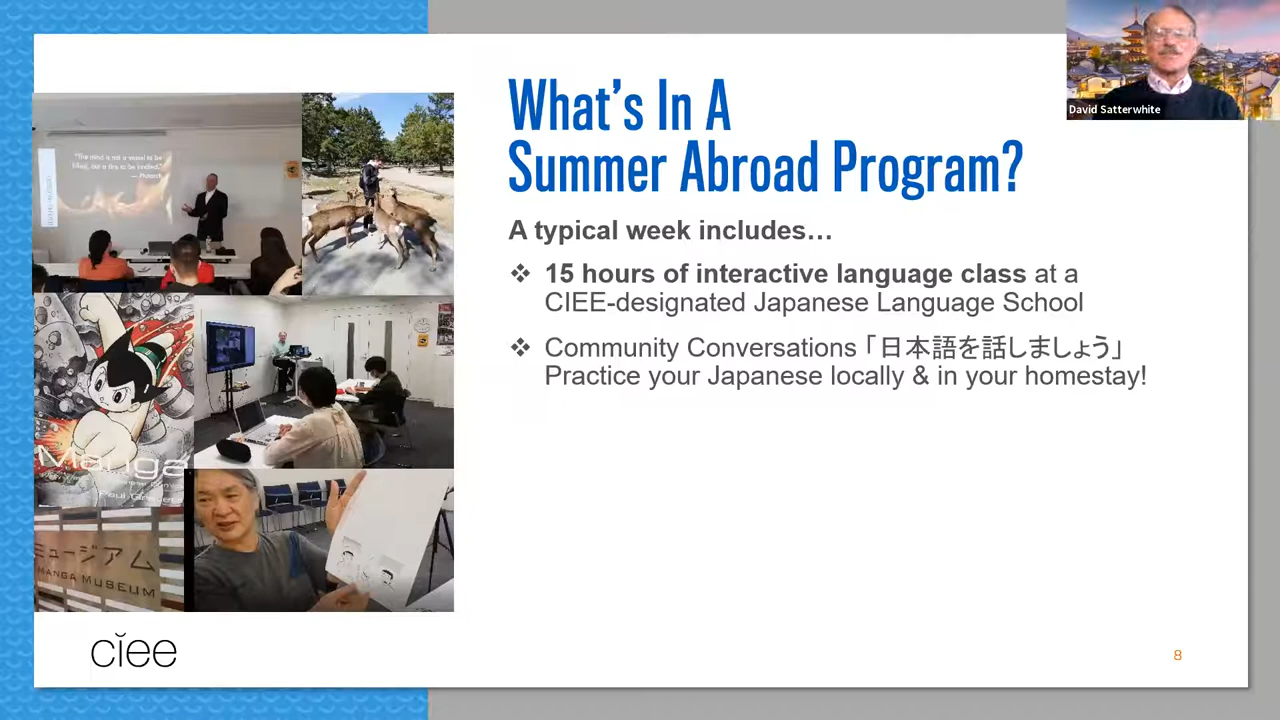 What's In A
Summer Abroad Program?
A typical week includes…
❖ 15 hours of interactive language class at a
CIEE-designated Japanese Language School
❖ Community Conversations「日本語を話しましょう」
Practice your Japanese locally & in your homestay!
David Satterwhite
"The mind is not a vessel to be
filled, but a fire to be kindled."
— Plutarch
Manga
ミュージアム
MANGA MUSEUM
ciee
8